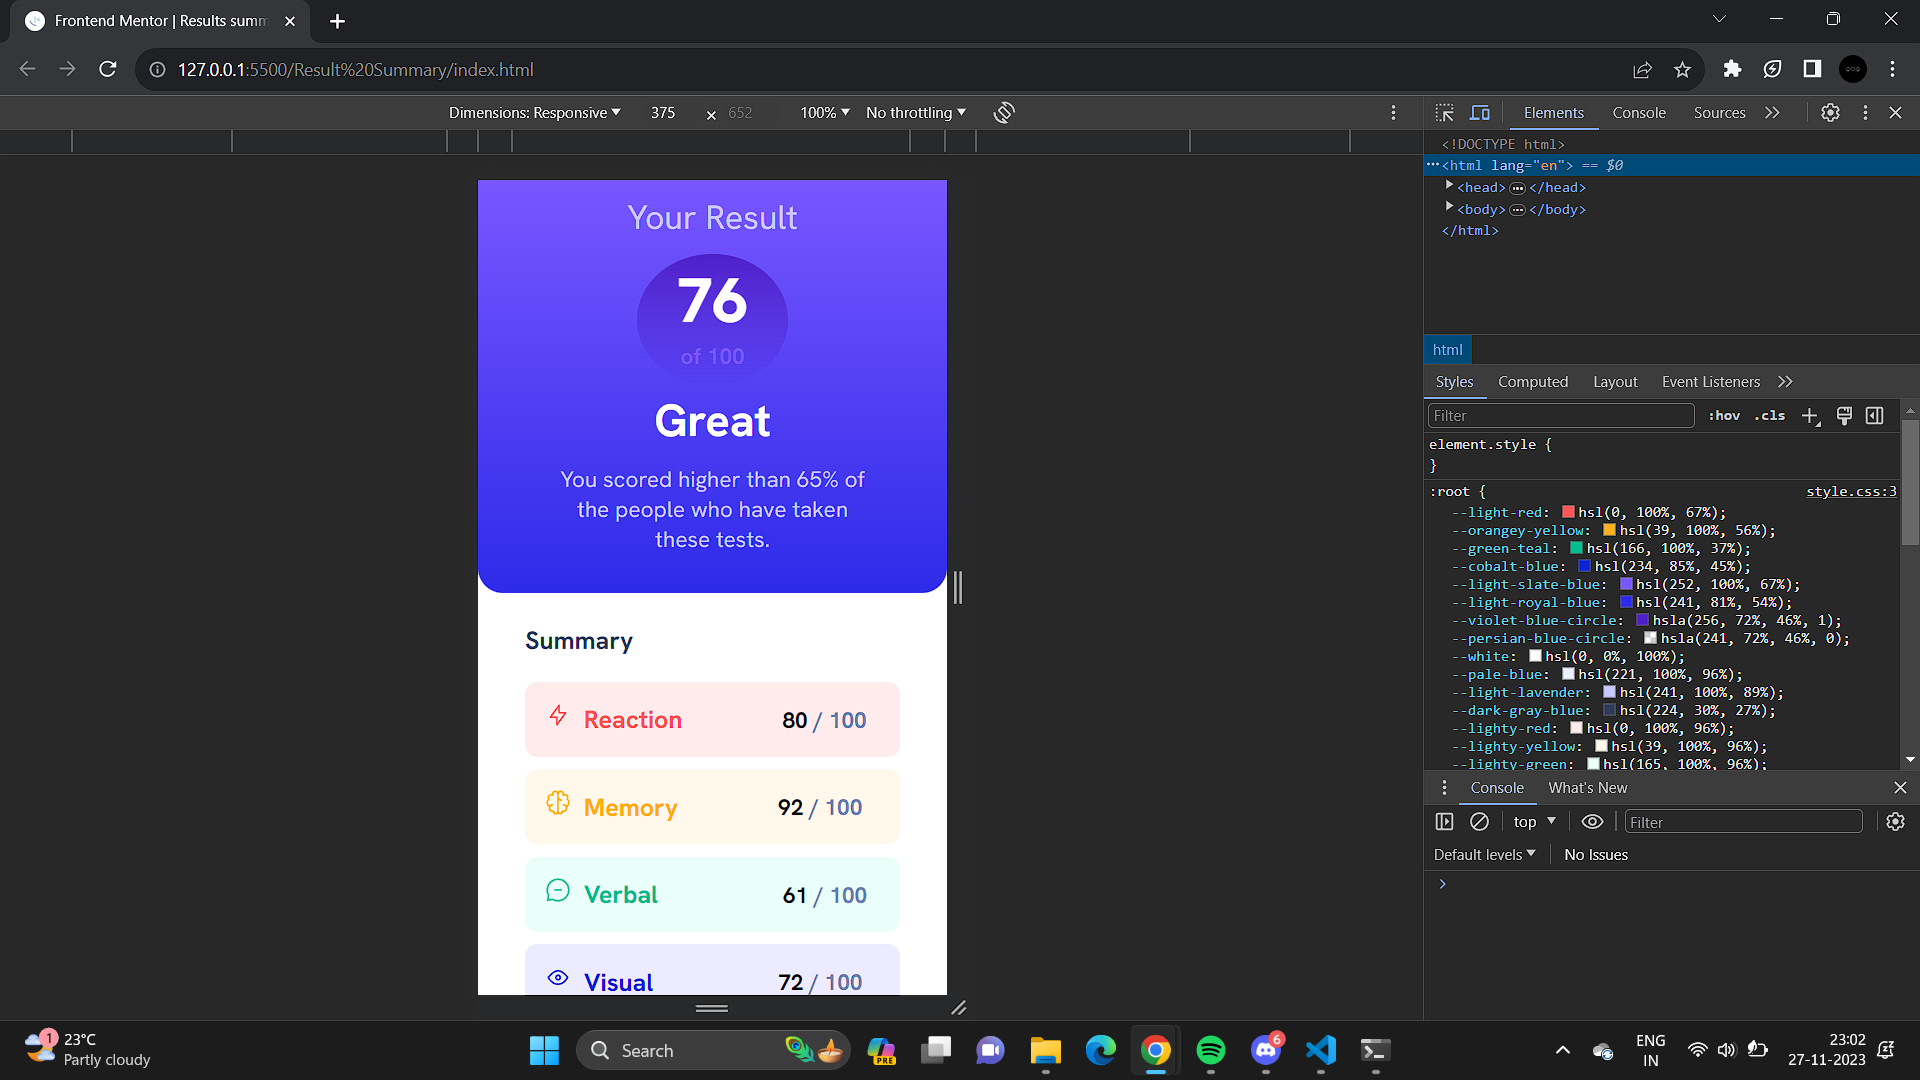 Frontend Mentor | Results summ
127.0.0.1:5500/Result%20Summary/index.html
Dimensions: Responsive 375 × 652 100% No throttling
Elements Console Sources
<!DOCTYPE html>
<html lang="en"> == $0
<head> </head>
<body> </body>
</html>
html
Styles Computed Layout Event Listeners
Filter :hov .cls
element.style {
}
:root { style.css:3
--light-red: hsl(0, 100%, 67%);
--orangey-yellow: hsl(39, 100%, 56%);
--green-teal: hsl(166, 100%, 37%);
--cobalt-blue: hsl(234, 85%, 45%);
--light-slate-blue: hsl(252, 100%, 67%);
--light-royal-blue: hsl(241, 81%, 54%);
--violet-blue-circle: hsla(256, 72%, 46%, 1);
--persian-blue-circle: hsla(241, 72%, 46%, 0);
--white: hsl(0, 0%, 100%);
--pale-blue: hsl(221, 100%, 96%);
--light-lavender: hsl(241, 100%, 89%);
--dark-gray-blue: hsl(224, 30%, 27%);
--lighty-red: hsl(0, 100%, 96%);
--lighty-yellow: hsl(39, 100%, 96%);
--lighty-green: hsl(165, 100%, 96%);
Console What's New
top Filter
Default levels No Issues
Your Result
76
of 100
Great
You scored higher than 65% of
the people who have taken
these tests.
Summary
Reaction 80 / 100
Memory 92 / 100
Verbal 61 / 100
Visual 72 / 100
1
23°C
Partly cloudy
Search
PRE
6
ENG
IN
23:02
27-11-2023